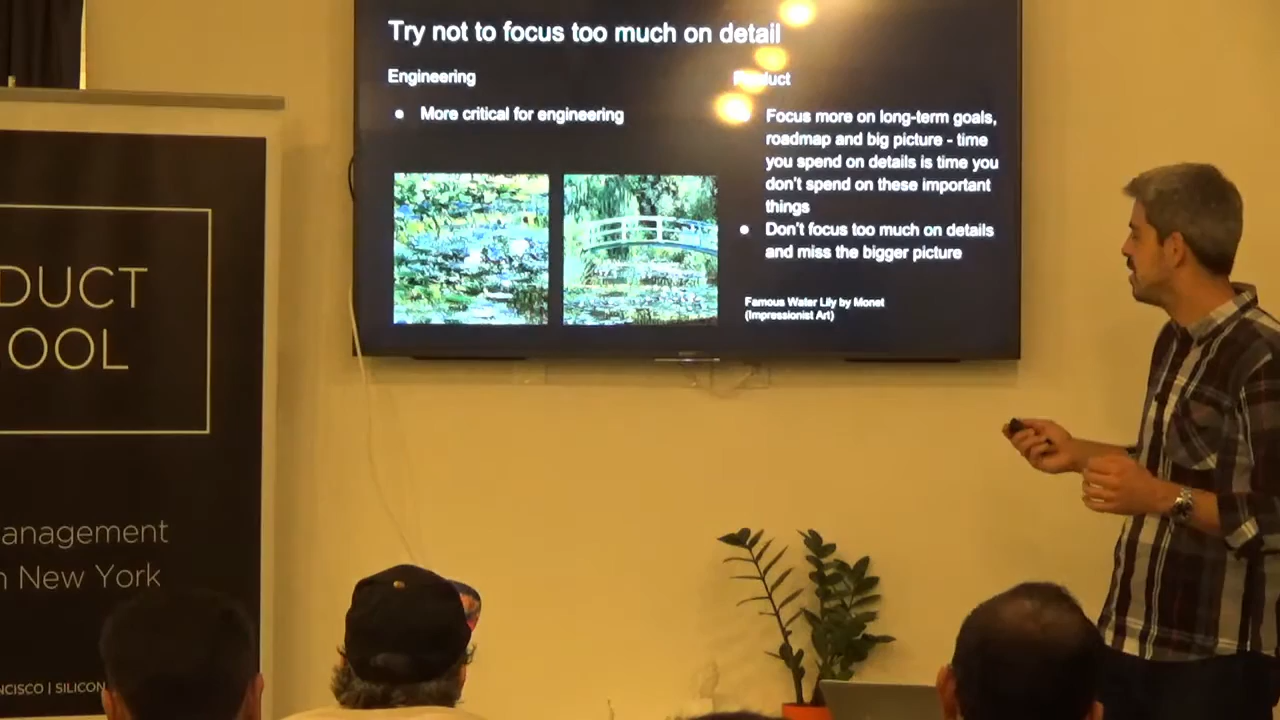 Try not to focus too much on detail
Engineering
More critical for engineering
Product
Focus more on long-term goals,
roadmap and big picture - time
you spend on details is time you
don't spend on these important
things
Don't focus too much on details
and miss the bigger picture
Famous Water Lily by Monet
(Impressionist Art)
DUCT
OOL
anagement
n New York
NCISCO | SILICON